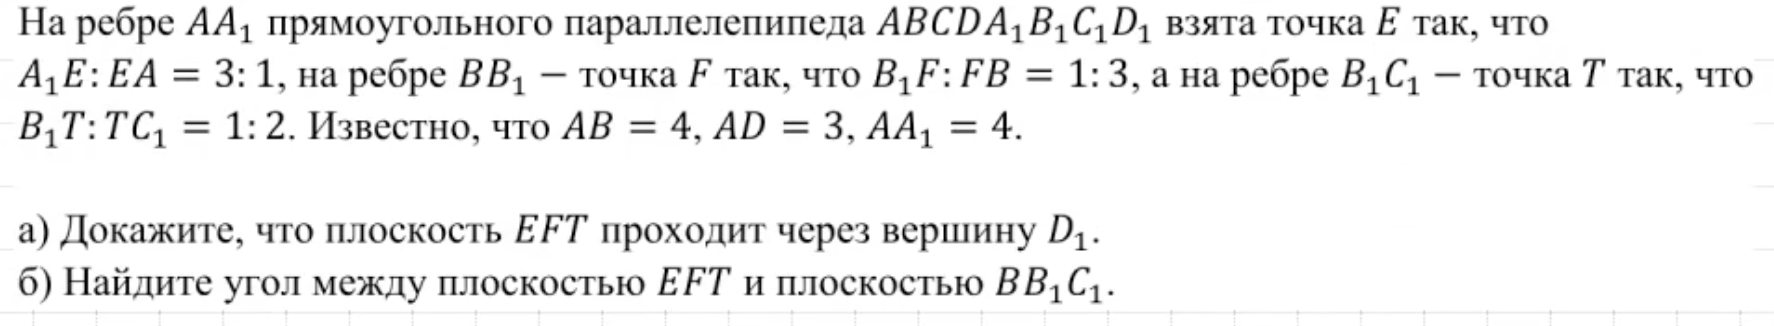 На ребре AA₁ прямоугольного параллелепипеда ABCDA₁B₁C₁D₁ взята точка E так, что
A₁E: EA = 3: 1, на ребре BB₁ – точка F так, что B₁F: FB = 1: 3, а на ребре B₁C₁ – точка T так, что
B₁T: TC₁ = 1: 2. Известно, что AB = 4, AD = 3, AA₁ = 4.
а) Докажите, что плоскость EFT проходит через вершину D₁.
б) Найдите угол между плоскостью EFT и плоскостью BB₁C₁.